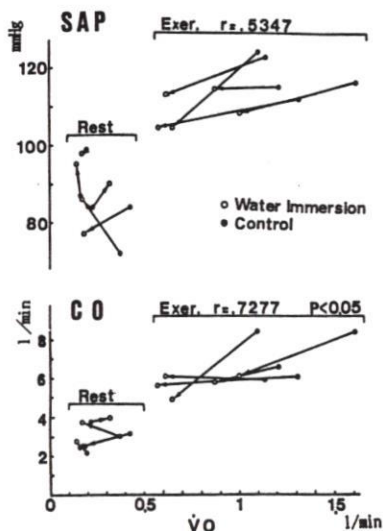 SAP
mmHg
Exer, r=.5347
120
Rest
100
80
○ Water Immersion
● Control
CO
Exer, r=.7277 P<0.05
l/min
8
Rest
6
4
2
0 0,5 1 1,5
V̇O l/min